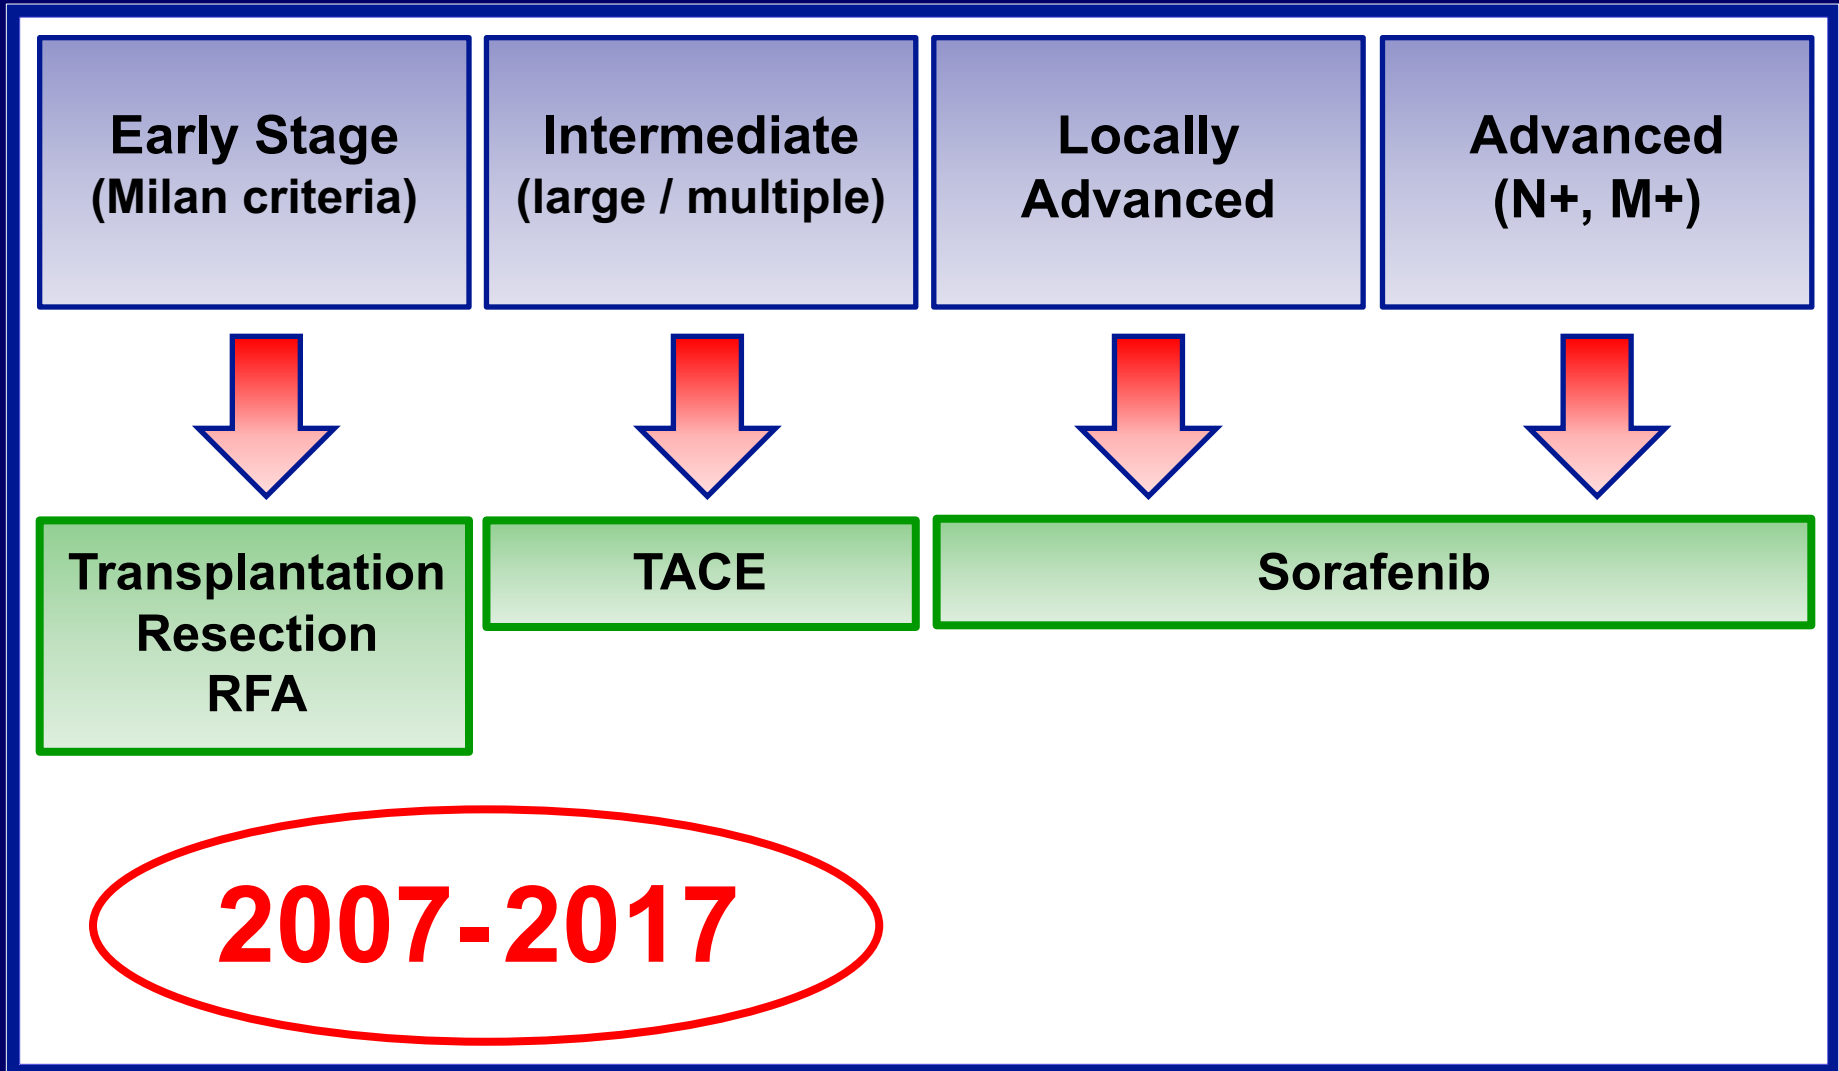 Early Stage
(Milan criteria)
Intermediate
(large / multiple)
Locally
Advanced
Advanced
(N+, M+)
Transplantation
Resection
RFA
TACE
Sorafenib
2007-2017